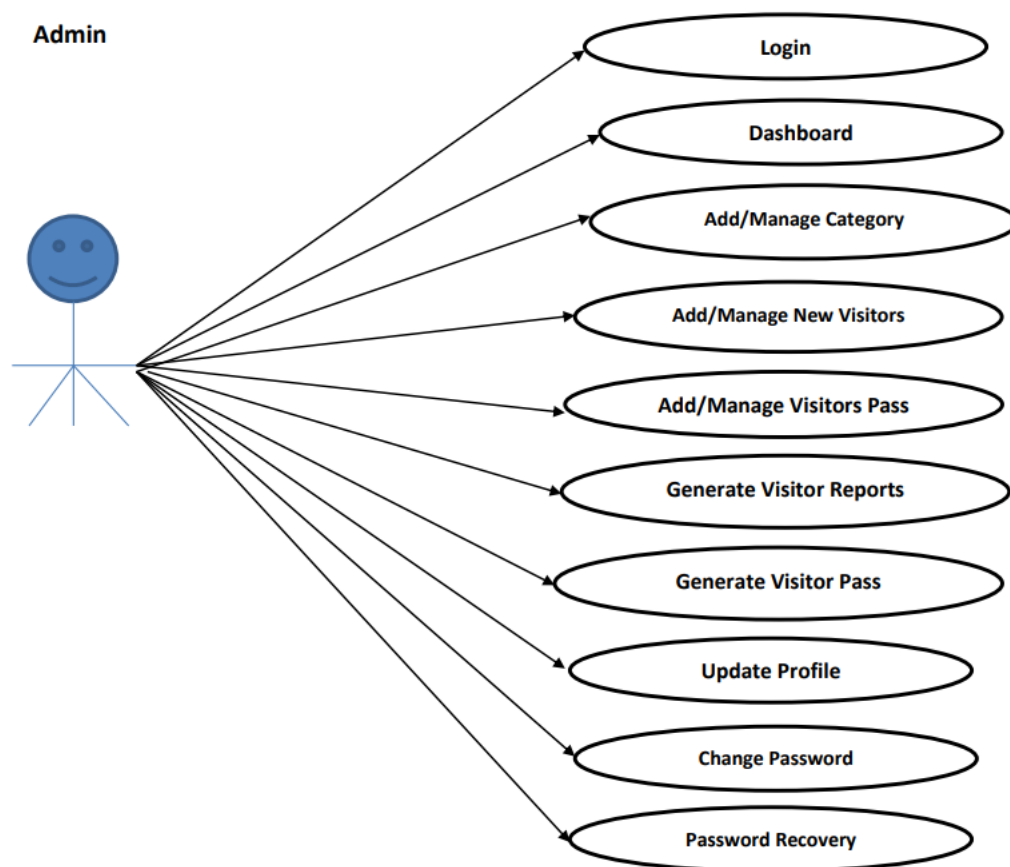 Admin
Login
Dashboard
Add/Manage Category
Add/Manage New Visitors
Add/Manage Visitors Pass
Generate Visitor Reports
Generate Visitor Pass
Update Profile
Change Password
Password Recovery